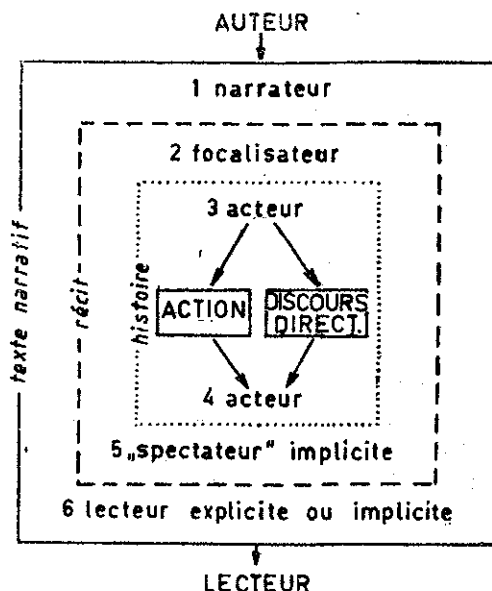 AUTEUR
1 narrateur
2 focalisateur
3 acteur
ACTION
DISCOURS
DIRECT.
4 acteur
5 „spectateur" implicite
6 lecteur explicite ou implicite
LECTEUR
texte narratif
récit
histoire